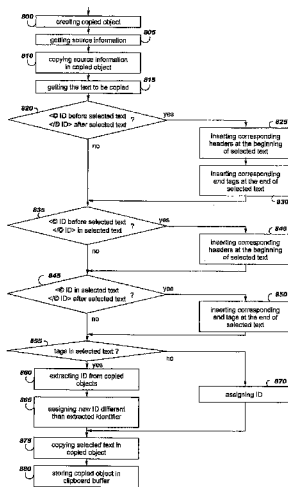 800
creating copied object
805
getting source information
810
copying source information
in copied object
815
getting the text to be copied
820
<© ID before selected text
</© ID> after selected text
?
yes
825
inserting corresponding
headers at the beginning
of selected text
no
inserting corresponding
end tags at the end of
selected text
830
835
<© ID before selected text
</© ID> in selected text
?
yes
840
inserting corresponding
headers at the beginning
of selected text
no
845
<© ID in selected text
</© ID> after selected text
?
yes
850
inserting corresponding
end tags at the end of
selected text
no
855
tags in selected text ?
no
yes
860
extracting ID from copied
objects
870
assigning ID
865
assigning new ID different
than extracted identifier
875
copying selected text in
copied object
880
storing copied object in
clipboard buffer